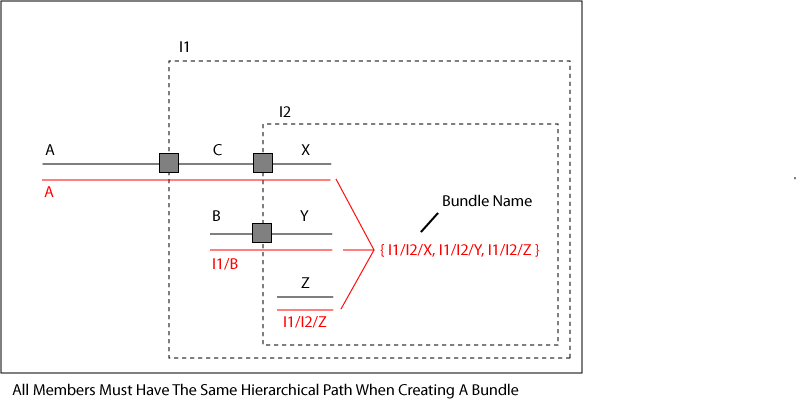 I1
I2
A
C
X
A
Bundle Name
B
Y
{ I1/I2/X, I1/I2/Y, I1/I2/Z }
I1/B
Z
I1/I2/Z
All Members Must Have The Same Hierarchical Path When Creating A Bundle